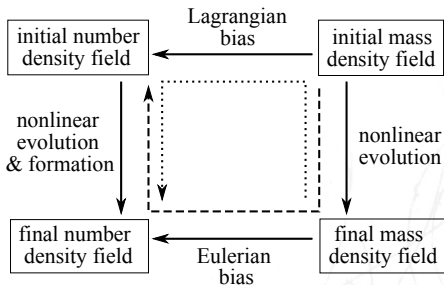 Lagrangian
bias
initial number
density field
initial mass
density field
nonlinear
evolution
& formation
nonlinear
evolution
final number
density field
final mass
density field
Eulerian
bias